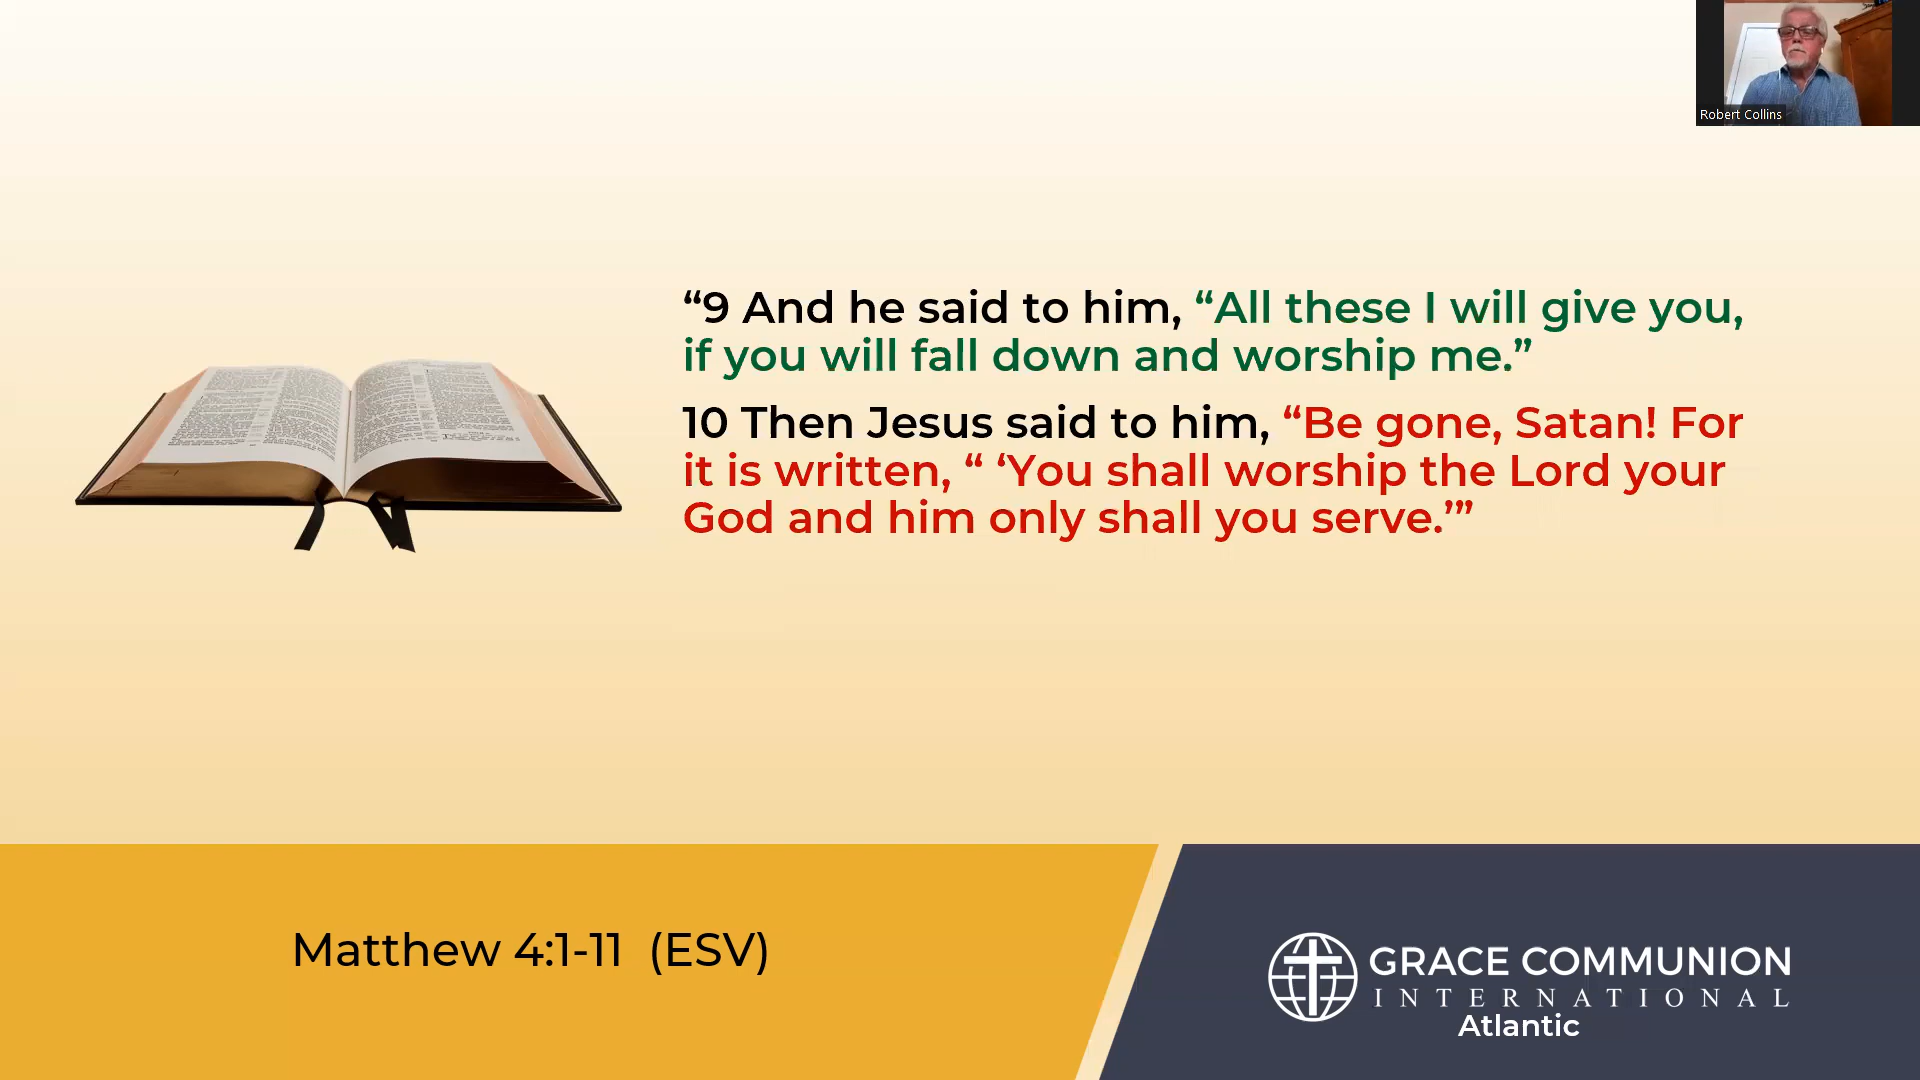 Robert Collins
“9 And he said to him, “All these I will give you,
if you will fall down and worship me.”
10 Then Jesus said to him, “Be gone, Satan! For
it is written, “ ‘You shall worship the Lord your
God and him only shall you serve.’”
Matthew 4:1-11 (ESV)
GRACE COMMUNION
INTERNATIONAL
Atlantic